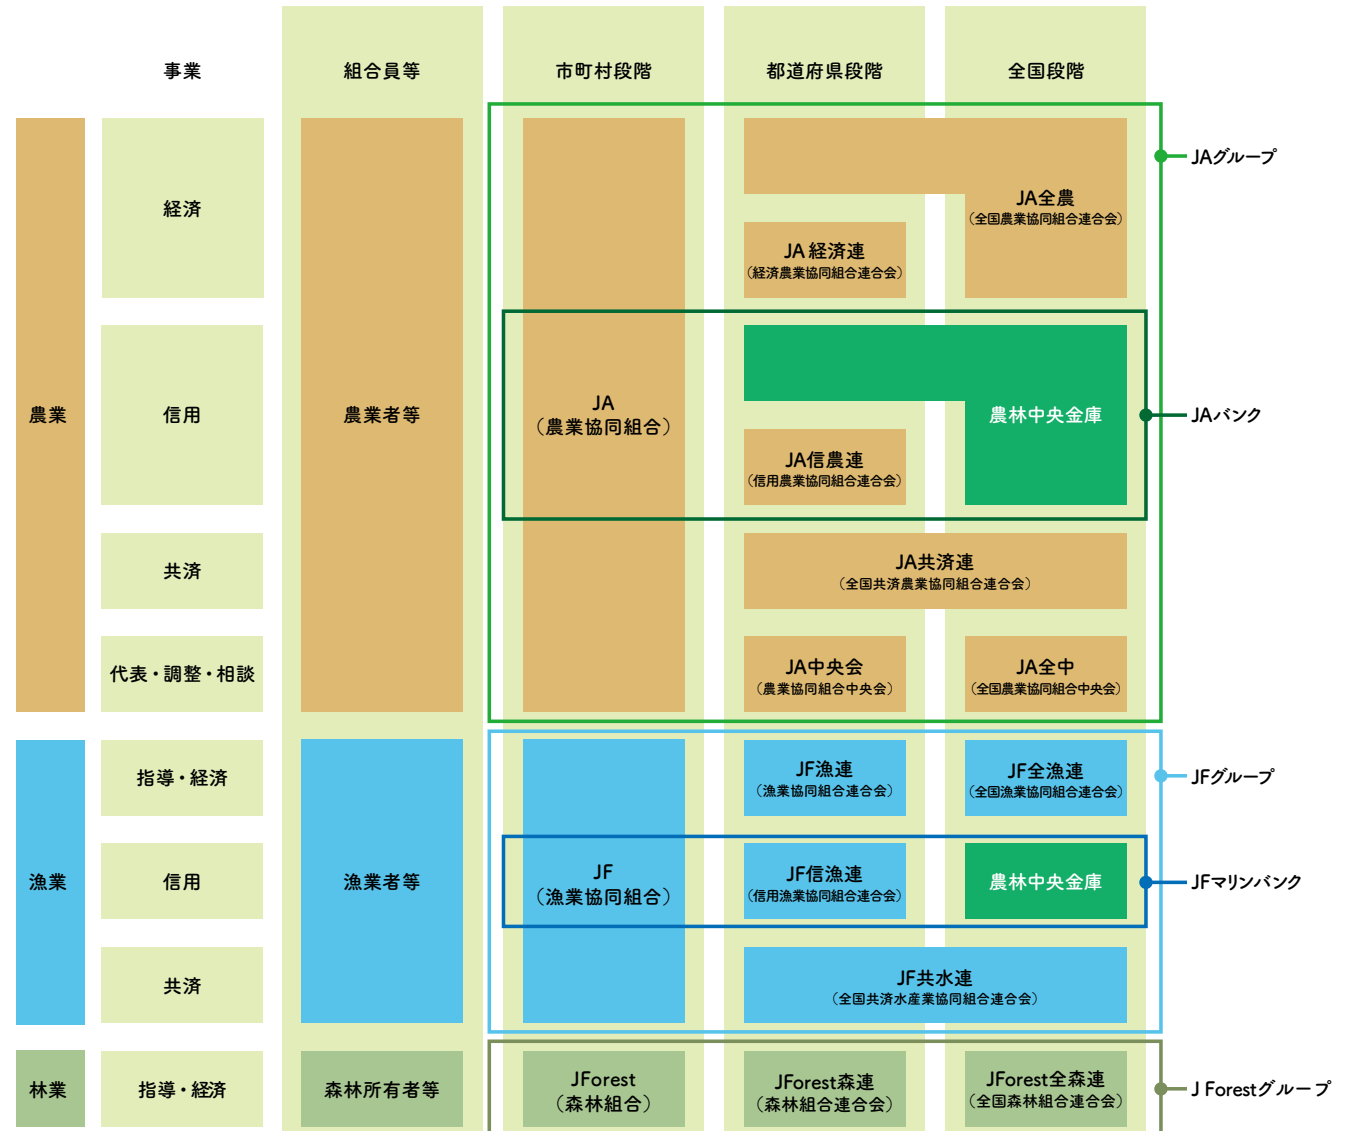 事業
組合員等
市町村段階
都道府県段階
全国段階
農業
経済
農業者等
JA
（農業協同組合）
JA全農
（全国農業協同組合連合会）
JA 経済連
（経済農業協同組合連合会）
JAグループ
信用
農林中央金庫
JA信農連
（信用農業協同組合連合会）
JAバンク
共済
JA共済連
（全国共済農業協同組合連合会）
代表・調整・相談
JA中央会
（農業協同組合中央会）
JA全中
（全国農業協同組合中央会）
漁業
指導・経済
漁業者等
JF
（漁業協同組合）
JF漁連
（漁業協同組合連合会）
JF全漁連
（全国漁業協同組合連合会）
JFグループ
信用
JF信漁連
（信用漁業協同組合連合会）
農林中央金庫
JFマリンバンク
共済
JF共水連
（全国共済水産業協同組合連合会）
林業
指導・経済
森林所有者等
JForest
（森林組合）
JForest森連
（森林組合連合会）
JForest全森連
（全国森林組合連合会）
J Forestグループ